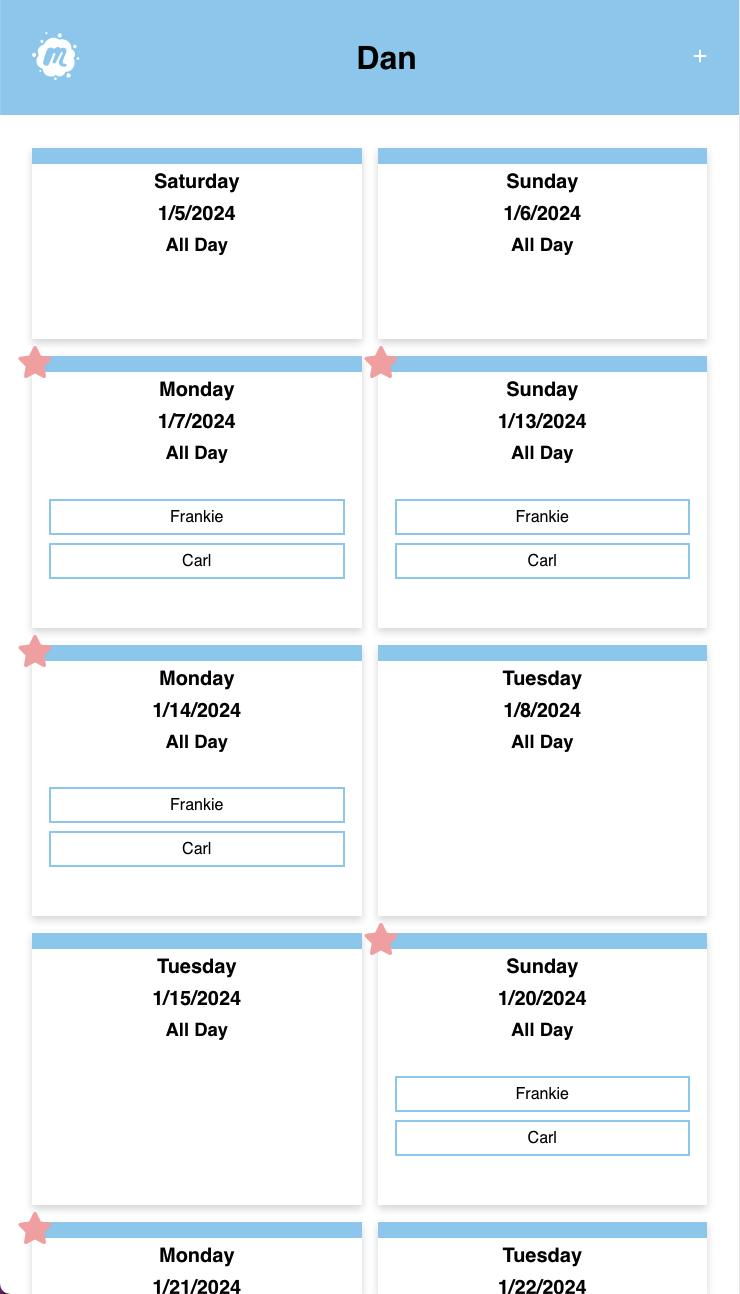 m
Dan
+
Saturday
1/5/2024
All Day
Sunday
1/6/2024
All Day
Monday
1/7/2024
All Day
Frankie
Carl
Sunday
1/13/2024
All Day
Frankie
Carl
Monday
1/14/2024
All Day
Frankie
Carl
Tuesday
1/8/2024
All Day
Tuesday
1/15/2024
All Day
Sunday
1/20/2024
All Day
Frankie
Carl
Monday
1/21/2024
Tuesday
1/22/2024